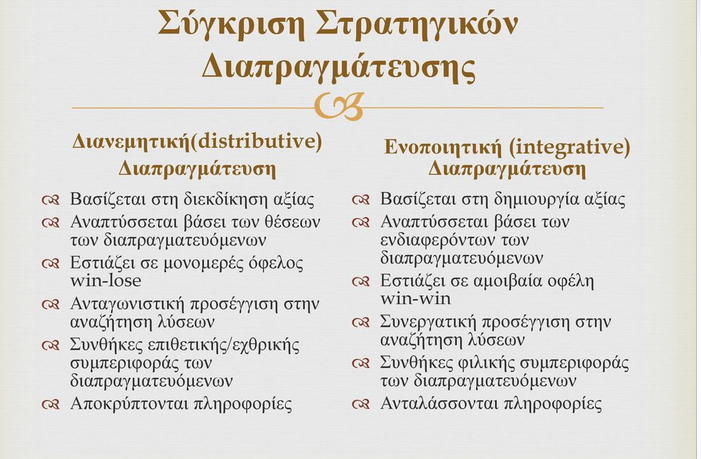 Σύγκριση Στρατηγικών
Διαπραγμάτευσης
Διανεμητική(distributive)
Διαπραγμάτευση
Βασίζεται στη διεκδίκηση αξίας
Αναπτύσσεται βάσει των θέσεων
των διαπραγματευόμενων
Εστιάζει σε μονομερές όφελος
win-lose
Ανταγωνιστική προσέγγιση στην
αναζήτηση λύσεων
Συνθήκες επιθετικής/εχθρικής
συμπεριφοράς των
διαπραγματευόμενων
Αποκρύπτονται πληροφορίες
Ενοποιητική (integrative)
Διαπραγμάτευση
Βασίζεται στη δημιουργία αξίας
Αναπτύσσεται βάσει των
ενδιαφερόντων των
διαπραγματευόμενων
Εστιάζει σε αμοιβαία οφέλη
win-win
Συνεργατική προσέγγιση στην
αναζήτηση λύσεων
Συνθήκες φιλικής συμπεριφοράς
των διαπραγματευόμενων
Ανταλάσσονται πληροφορίες